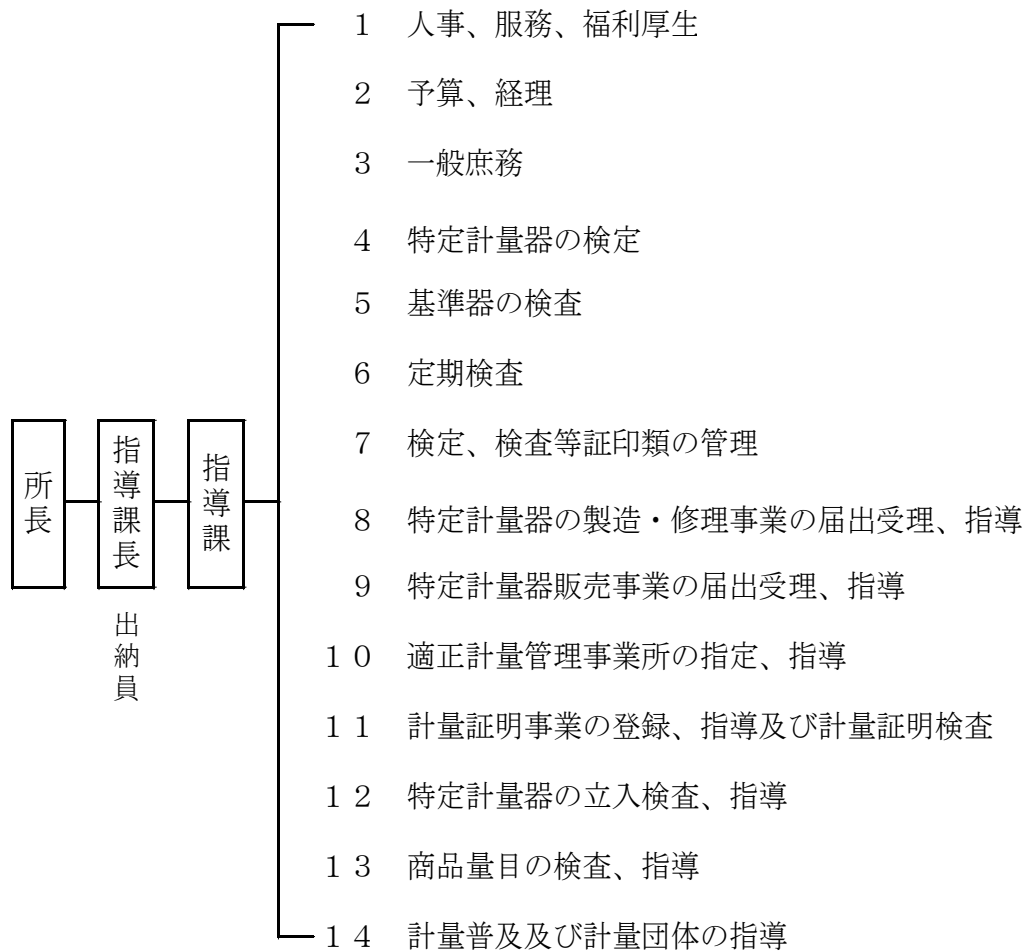 所長
指導課長
出納員
指導課
１　人事、服務、福利厚生
２　予算、経理
３　一般庶務
４　特定計量器の検定
５　基準器の検査
６　定期検査
７　検定、検査等証印類の管理
８　特定計量器の製造・修理事業の届出受理、指導
９　特定計量器販売事業の届出受理、指導
１０　適正計量管理事業所の指定、指導
１１　計量証明事業の登録、指導及び計量証明検査
１２　特定計量器の立入検査、指導
１３　商品量目の検査、指導
１４　計量普及及び計量団体の指導